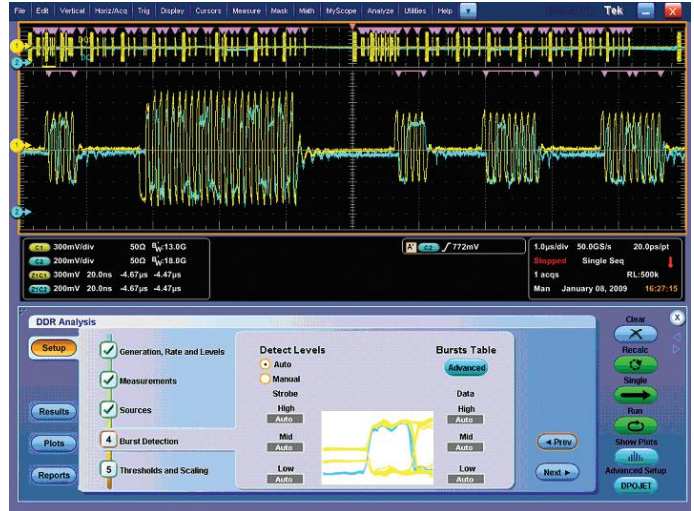 File Edit Vertical Horiz/Acq Trig Display Cursors Measure Mask Math MyScope Analyze Utilities Help Tek X
1
2
1
2
C1 300mV/div 50Ω BW:13.0G
C2 200mV/div 50Ω BW:18.0G
Z1C1 300mV 20.0ns -4.67µs -4.47µs
Z1C2 200mV 20.0ns -4.67µs -4.47µs
A' C2 / 772mV
1.0µs/div 50.0GS/s 20.0ps/pt
Stopped Single Seq
1 acqs RL:500k
Man January 08, 2009 16:27:15
DDR Analysis
Setup
Results
Plots
Reports
Generation, Rate and Levels
Measurements
Sources
4 Burst Detection
5 Thresholds and Scaling
Detect Levels
Auto
Manual
Strobe
High
Auto
Mid
Auto
Low
Auto
Bursts Table
Advanced
Data
High
Auto
Mid
Auto
Low
Auto
Prev
Next
X
Clear
Recalc
Single
Run
Show Plots
Advanced Setup
DPOJET